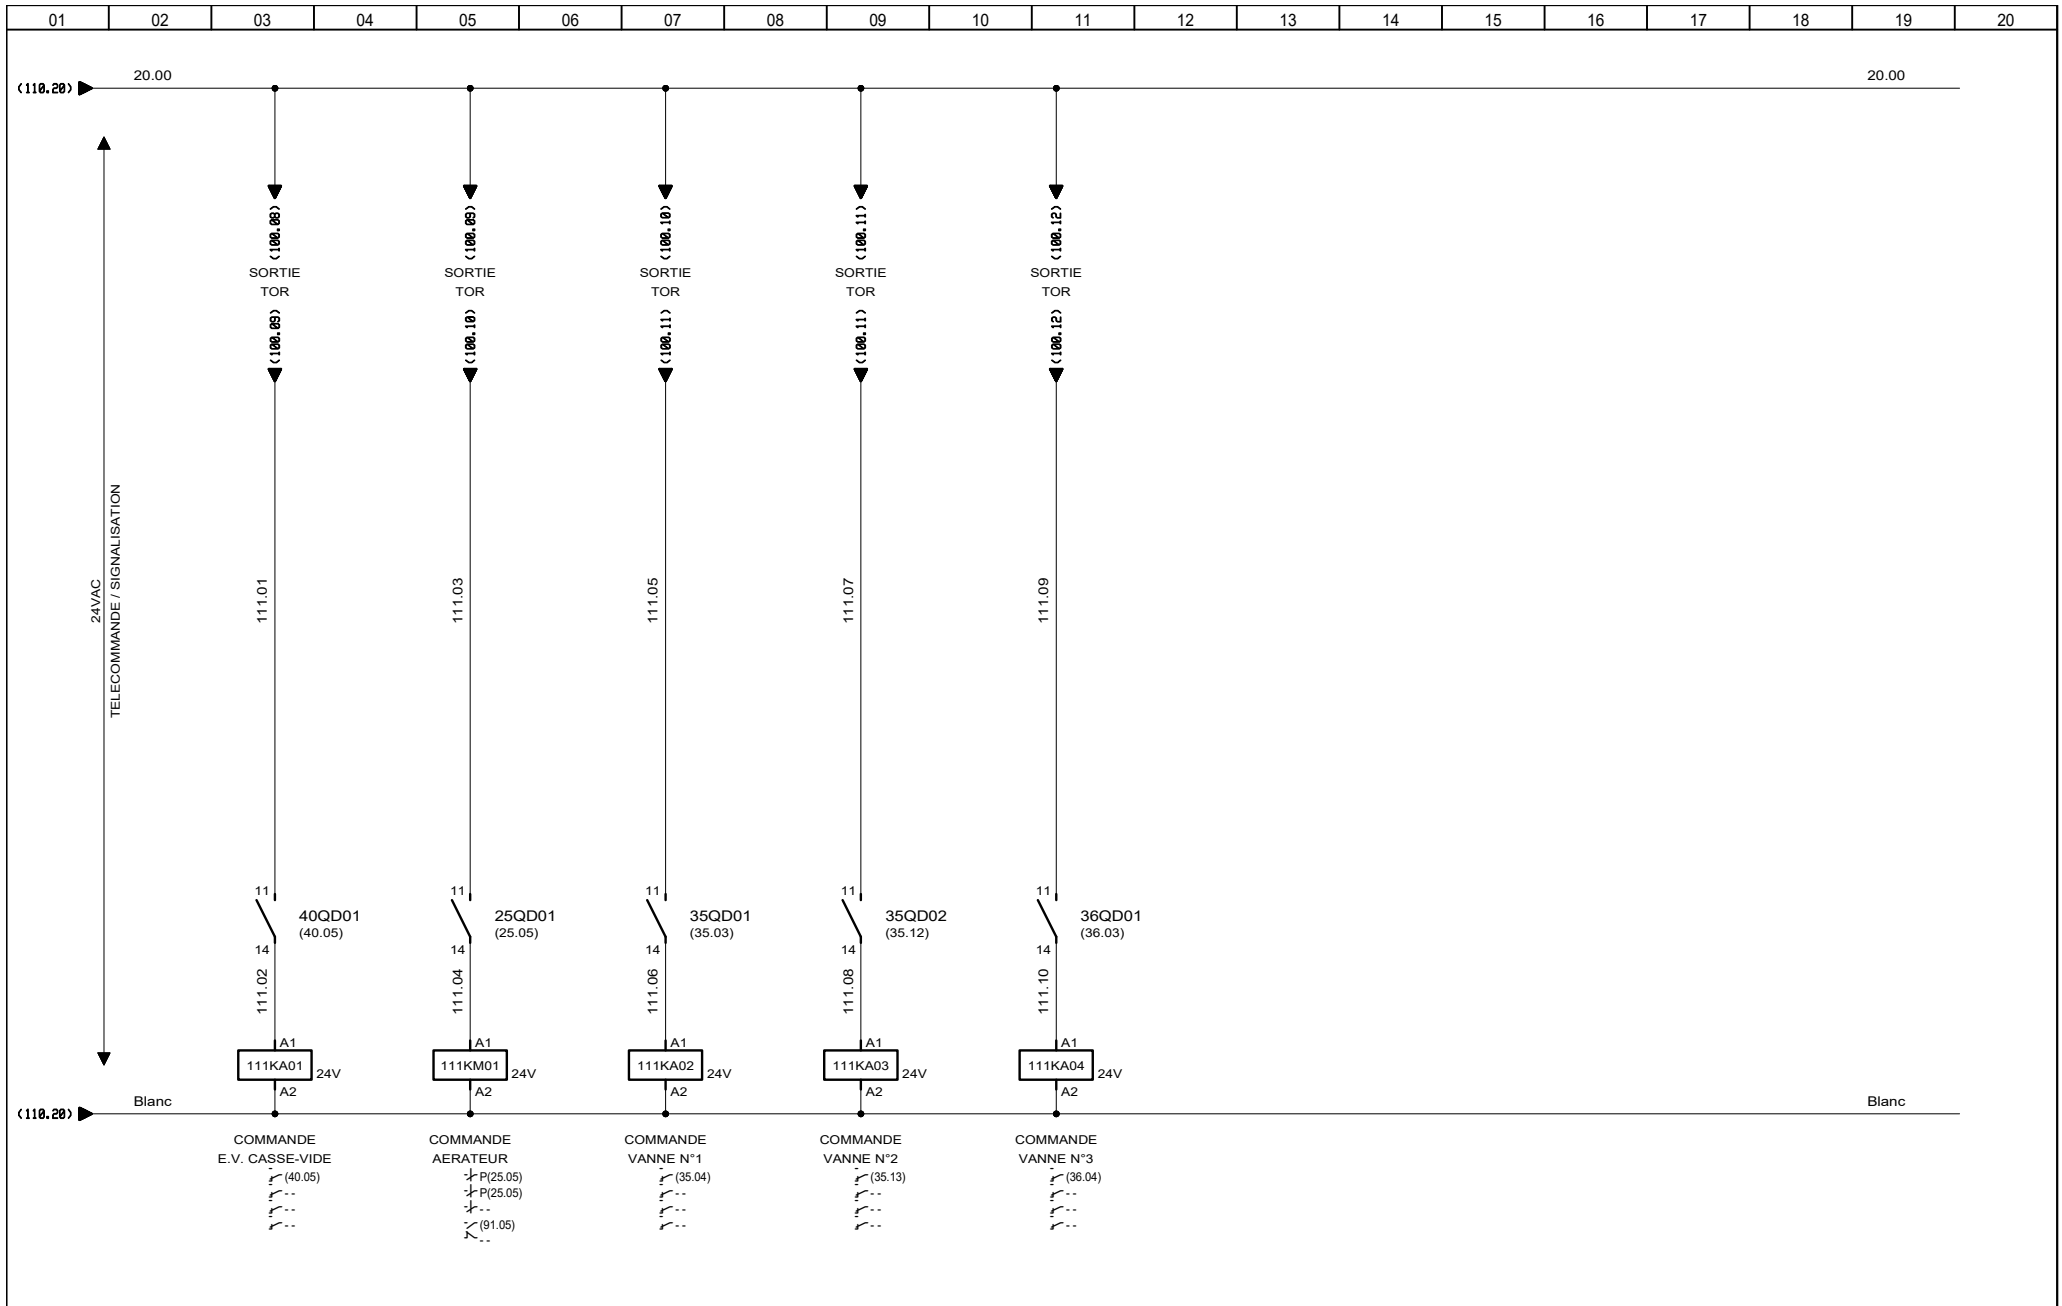 01 02 03 04 05 06 07 08 09 10 11 12 13 14 15 16 17 18 19 20
20.00 20.00
(110.20)
(100.08) (100.09) (100.10) (100.11) (100.12)
SORTIE SORTIE SORTIE SORTIE SORTIE
TOR TOR TOR TOR TOR
(100.09) (100.10) (100.11) (100.11) (100.12)
24VAC
TELECOMMANDE / SIGNALISATION
111.01 111.03 111.05 111.07 111.09
11 11 11 11 11
40QD01 25QD01 35QD01 35QD02 36QD01
(40.05) (25.05) (35.03) (35.12) (36.03)
14 14 14 14 14
111.02 111.04 111.06 111.08 111.10
A1 A1 A1 A1 A1
111KA01 111KM01 111KA02 111KA03 111KA04
24V 24V 24V 24V 24V
A2 A2 A2 A2 A2
Blanc Blanc
(110.20)
COMMANDE COMMANDE COMMANDE COMMANDE COMMANDE
E.V. CASSE-VIDE AERATEUR VANNE N°1 VANNE N°2 VANNE N°3
(40.05) P(25.05) (35.04) (35.13) (36.04)
-- P(25.05) -- -- --
-- -- -- -- --
-- (91.05) -- -- --
--